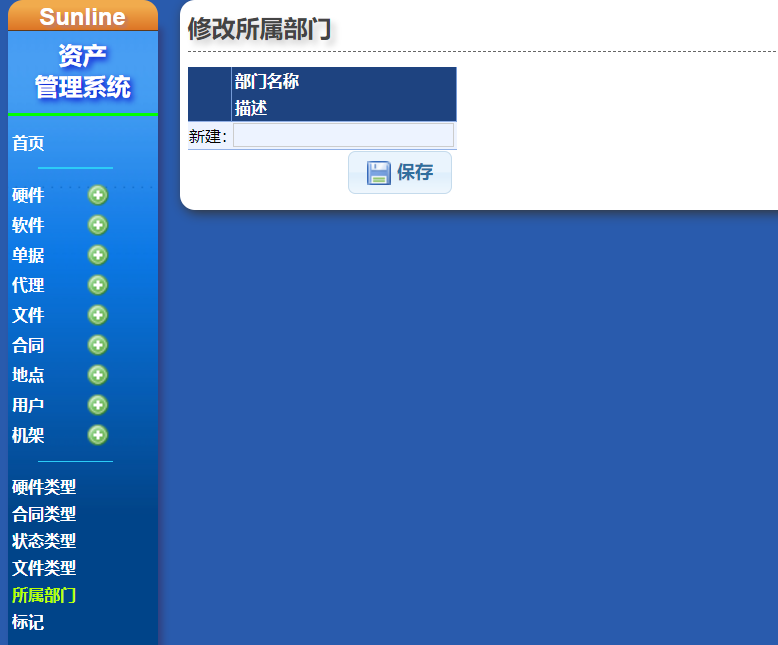 Sunline
资产
管理系统
首页
硬件
软件
单据
代理
文件
合同
地点
用户
机架
硬件类型
合同类型
状态类型
文件类型
所属部门
标记
修改所属部门
部门名称
描述
新建:
保存